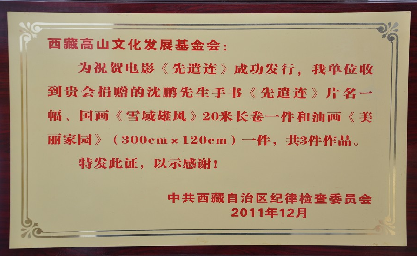 西藏高山文化发展基金会：
为祝贺电影《先遣连》成功发行，我单位收
到贵会捐赠的沈鹏先生手书《先遣连》片名一
幅、国画《雪域雄风》20米长卷一件和油画《美
丽家园》（300cm×120cm）一件，共3件作品。
特发此证，以示感谢！
中共西藏自治区纪律检查委员会
2011年12月